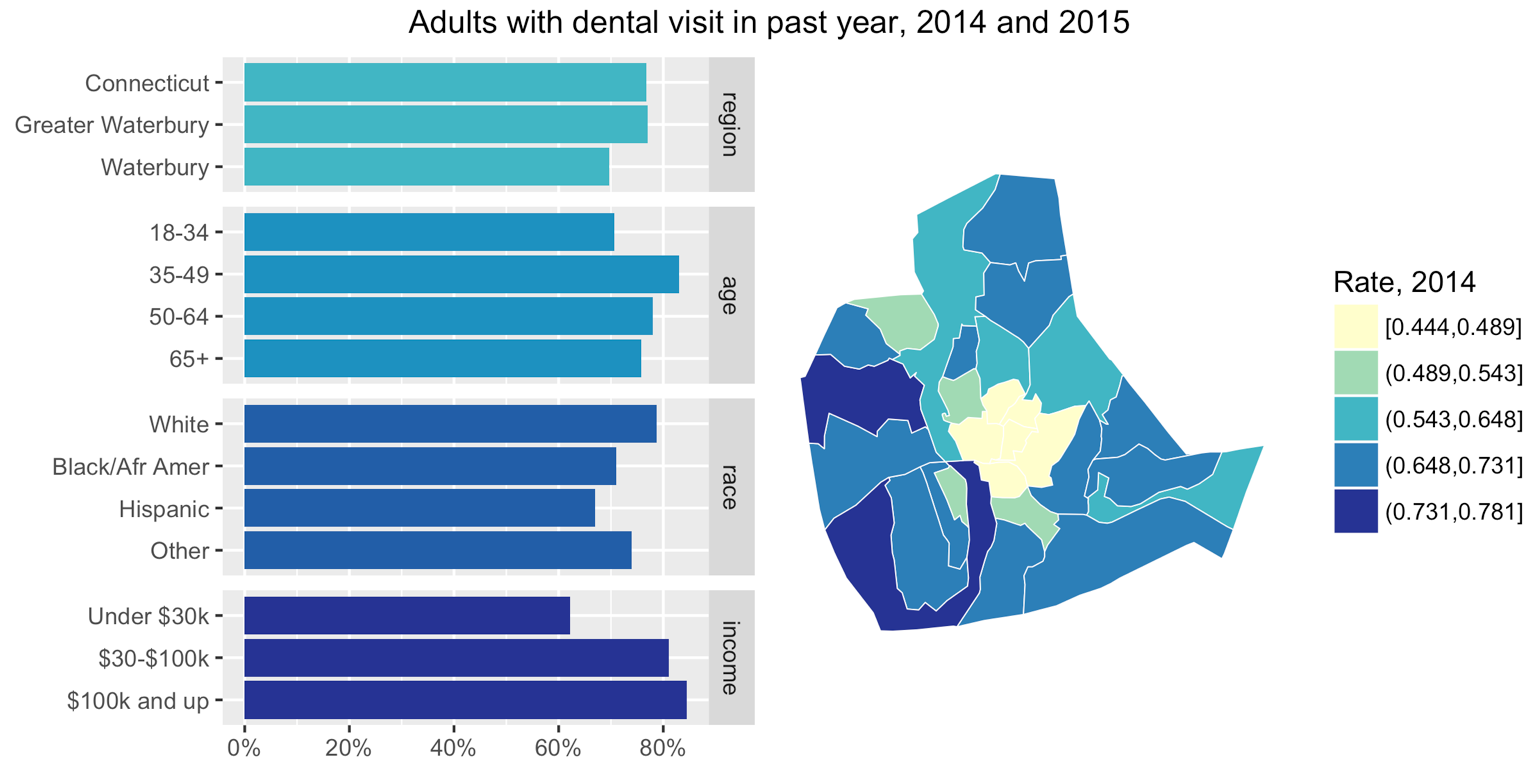 Adults with dental visit in past year, 2014 and 2015
Connecticut
Greater Waterbury
Waterbury
region
18-34
35-49
50-64
65+
age
White
Black/Afr Amer
Hispanic
Other
race
Under $30k
$30-$100k
$100k and up
income
0% 20% 40% 60% 80%
Rate, 2014
[0.444,0.489]
(0.489,0.543]
(0.543,0.648]
(0.648,0.731]
(0.731,0.781]